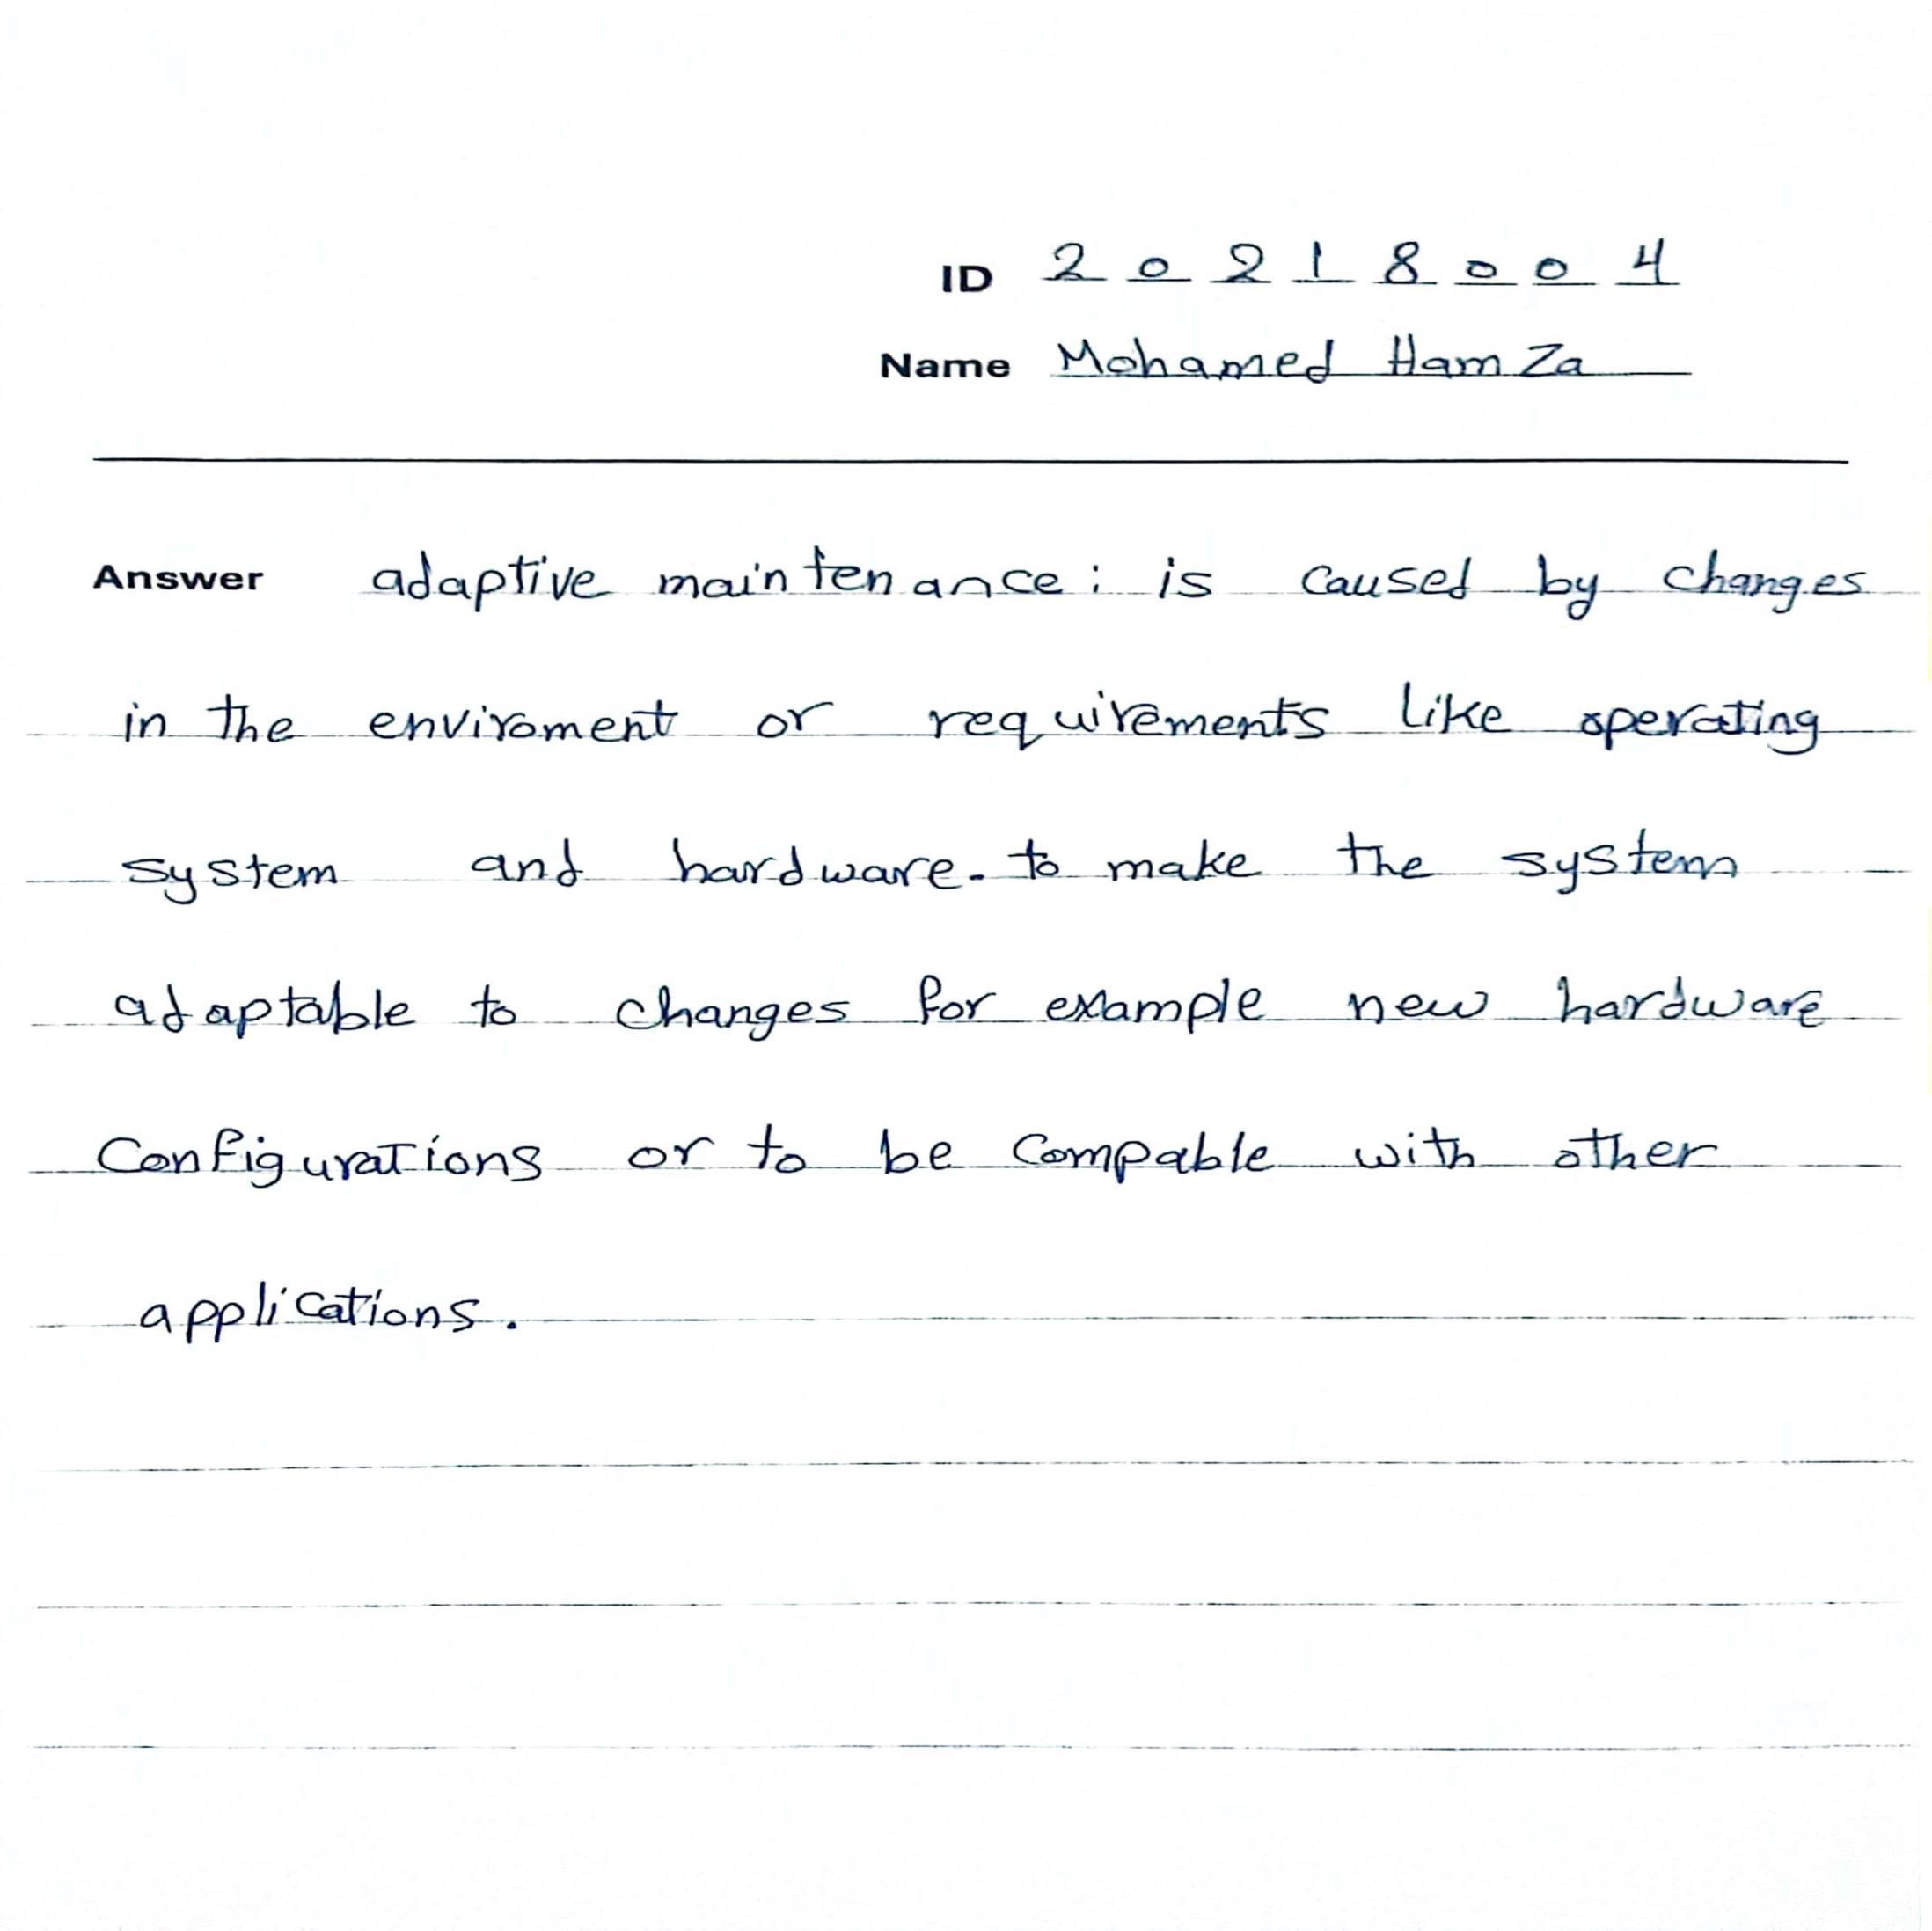 ID 20218004
Name Mohamed Hamza
Answer adaptive maintenance: is caused by changes
in the enviroment or requirements like operating
system and hardware. to make the system
adaptable to changes for example new hardware
Configurations or to be Compable with other
applications.